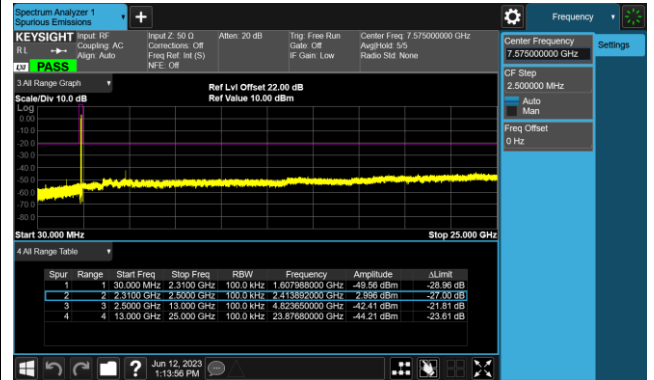 Spectrum Analyzer 1
Spurious Emissions
Frequency
KEYSIGHT Input: RF Input Z: 50 Ω Atten: 20 dB Trig: Free Run Center Freq: 7.575000000 GHz
RL Coupling: AC Corrections: Off Gate: Off Avg|Hold: 5/5
Align: Auto Freq Ref: Int (S) IF Gain: Low Radio Std: None
LXI PASS NFE: Off
Center Frequency
7.575000000 GHz
Settings
CF Step
2.500000 MHz
Auto
Man
Freq Offset
0 Hz
3 All Range Graph
Ref Lvl Offset 22.00 dB
Scale/Div 10.0 dB Ref Value 10.00 dBm
Log
0.00
-10.0
-20.0
-30.0
-40.0
-50.0
-60.0
-70.0
-80.0
Start 30.000 MHz Stop 25.000 GHz
4 All Range Table
Spur Range Start Freq Stop Freq RBW Frequency Amplitude ΔLimit
1 1 30.000 MHz 2.3100 GHz 100.0 kHz 1.607988000 GHz -49.56 dBm -28.96 dB
2 2 2.3100 GHz 2.5000 GHz 100.0 kHz 2.413892000 GHz 2.996 dBm -27.00 dB
3 3 2.5000 GHz 13.000 GHz 100.0 kHz 4.823650000 GHz -42.41 dBm -21.81 dB
4 4 13.000 GHz 25.000 GHz 100.0 kHz 23.87680000 GHz -44.21 dBm -23.61 dB
Jun 12, 2023
1:13:56 PM